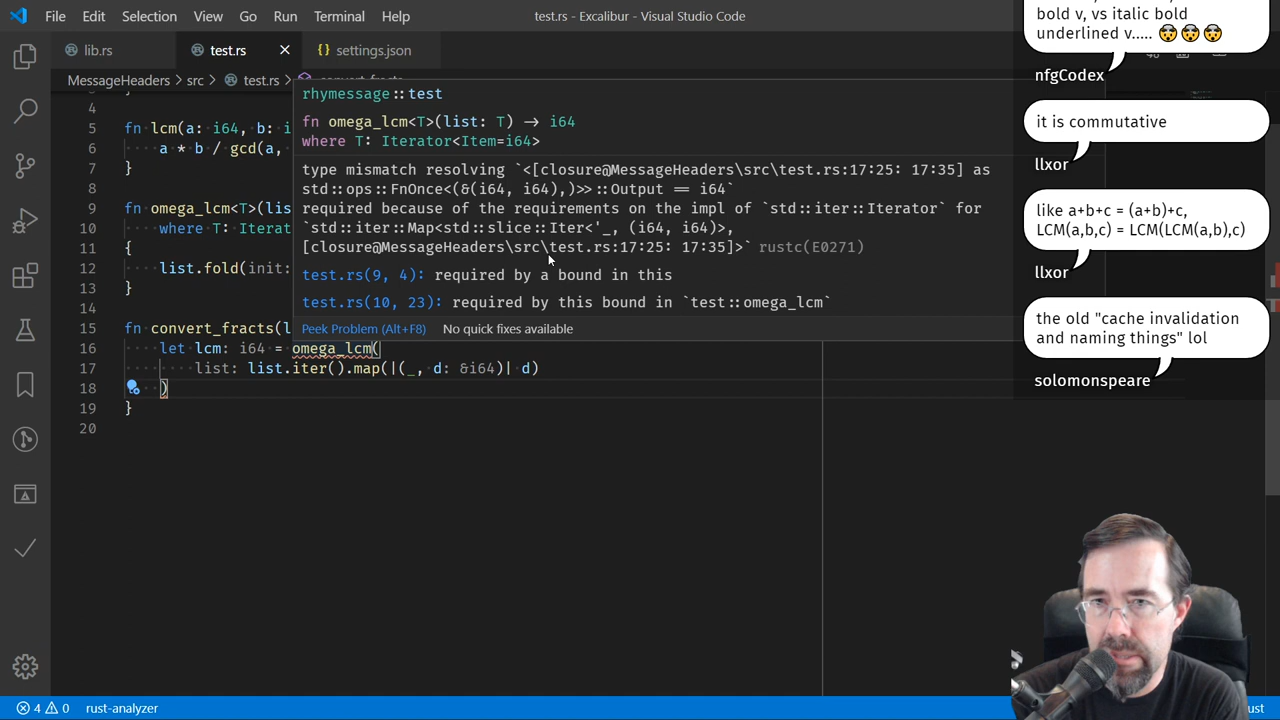 File Edit Selection View Go Run Terminal Help
test.rs - Excalibur - Visual Studio Code
lib.rs
test.rs
settings.json
MessageHeaders > src > test.rs >
4
5 fn lcm(a: i64, b: i
6 a * b / gcd(a,
7 }
8
9 fn omega_lcm<T>(lis
10 where T: Iterat
11 {
12 list.fold(init:
13 }
14
15 fn convert_fracts(l
16 let lcm: i64 = omega_lcm(
17 list: list.iter().map(|(_, d: &i64)| d)
18 )
19 }
20
rhymessage::test
fn omega_lcm<T>(list: T) → i64
where T: Iterator<Item=i64>
type mismatch resolving `<[closure@MessageHeaders\src\test.rs:17:25: 17:35] as
std::ops::FnOnce<(&(i64, i64),)>>::Output == i64`
required because of the requirements on the impl of `std::iter::Iterator` for
`std::iter::Map<std::slice::Iter<'_, (i64, i64)>,
[closure@MessageHeaders\src\test.rs:17:25: 17:35]>` rustc(E0271)
test.rs(9, 4): required by a bound in this
test.rs(10, 23): required by this bound in `test::omega_lcm`
Peek Problem (Alt+F8) No quick fixes available
bold v, vs italic bold
underlined v..... 🤯🤯🤯
nfgCodex
it is commutative
llxor
like a+b+c = (a+b)+c,
LCM(a,b,c) = LCM(LCM(a,b),c)
llxor
the old "cache invalidation
and naming things" lol
solomonspeare
4 0 rust-analyzer
ust